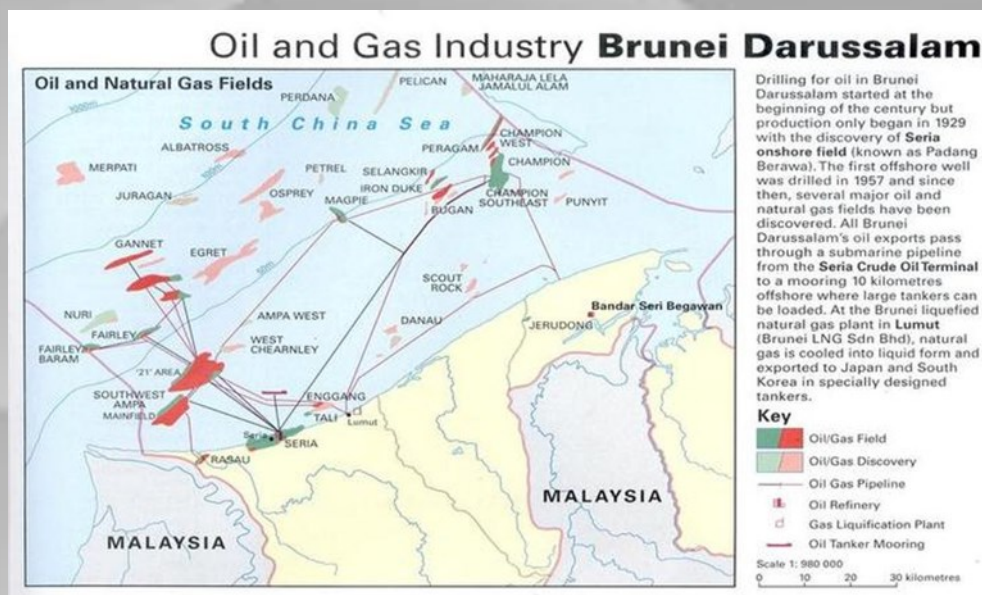 Oil and Gas Industry Brunei Darussalam
Oil and Natural Gas Fields
PELICAN
MAHARAJA LELA
JAMALUL ALAM
PERDANA
South China Sea
CHAMPION
WEST
PERAGAM
CHAMPION
ALBATROSS
MERPATI
PETREL
SELANGKIR
IRON DUKE
OSPREY
MAGPIE
JURAGAN
CHAMPION
SOUTHEAST
PUNYIT
BUGAN
GANNET
EGRET
50m
SCOUT
ROCK
NURI
AMPA WEST
DANAU
Bandar Seri Begawan
JERUDONG
FAIRLEY
FAIRLEY
BARAM
WEST
CHEARNLEY
'21' AREA
SOUTHWEST
AMPA
MAINFIELD
ENGGANG
TALI
Lumut
Seria
SERIA
RASAU
MALAYSIA
MALAYSIA
Drilling for oil in Brunei
Darussalam started at the
beginning of the century but
production only began in 1929
with the discovery of Seria
onshore field (known as Padang
Berawa). The first offshore well
was drilled in 1957 and since
then, several major oil and
natural gas fields have been
discovered. All Brunei
Darussalam's oil exports pass
through a submarine pipeline
from the Seria Crude Oil Terminal
to a mooring 10 kilometres
offshore where large tankers can
be loaded. At the Brunei liquefied
natural gas plant in Lumut
(Brunei LNG Sdn Bhd), natural
gas is cooled into liquid form and
exported to Japan and South
Korea in specially designed
tankers.
Key
Oil/Gas Field
Oil/Gas Discovery
Oil Gas Pipeline
Oil Refinery
Gas Liquification Plant
Oil Tanker Mooring
Scale 1: 980 000
0 10 20 30 kilometres